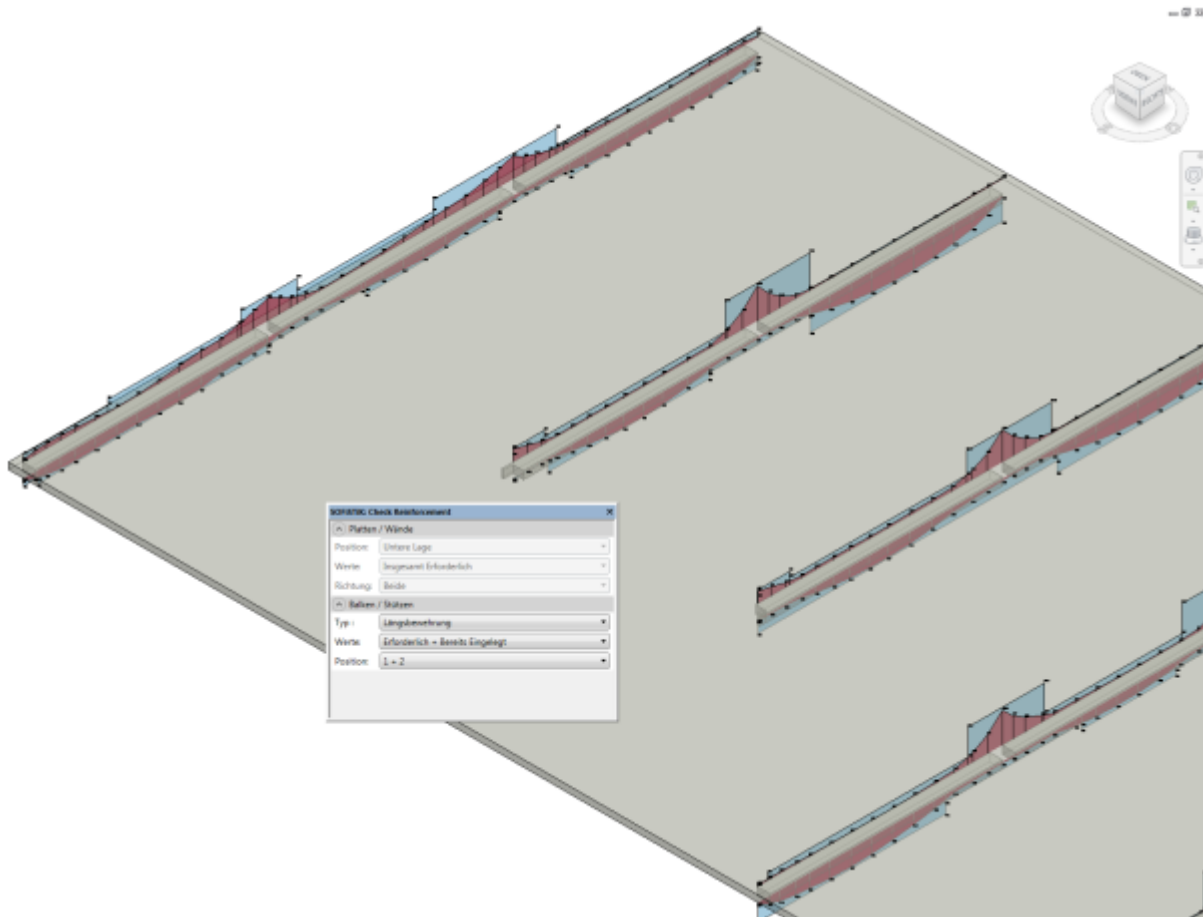 SOFiSTiK: Check Reinforcement
Platten / Wände
Position: Untere Lage
Werte: Insgesamt Erforderlich
Richtung: Beide
Balken / Stützen
Typ: Längsbewehrung
Werte: Erforderlich + Bereits Eingelegt
Position: 1 + 2